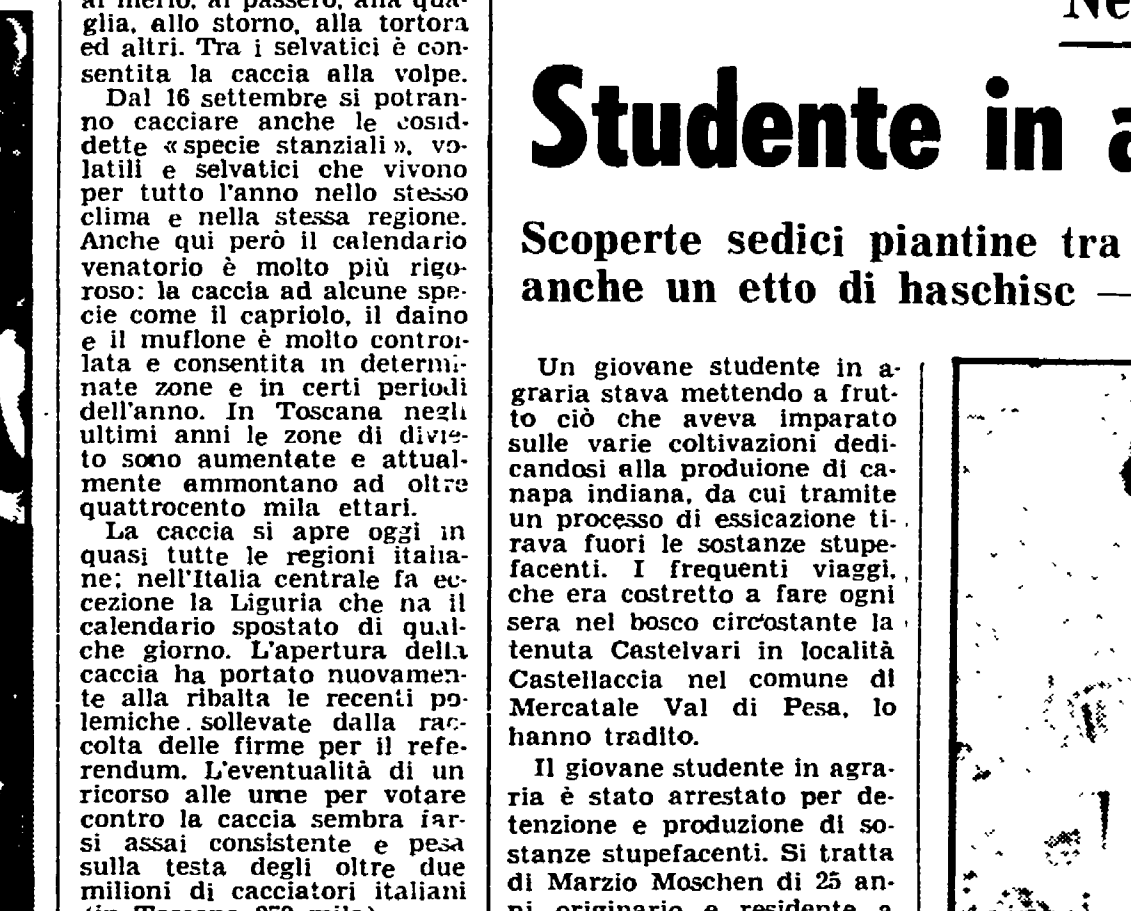 al merlo, al passero, alla qua-
glia, allo storno, alla tortora
ed altri. Tra i selvatici è con-
sentita la caccia alla volpe.
Dal 16 settembre si potran-
no cacciare anche le cosid-
dette « specie stanziali », vo-
latili e selvatici che vivono
per tutto l'anno nello stesso
clima e nella stessa regione.
Anche qui però il calendario
venatorio è molto più rigo-
roso: la caccia ad alcune spe-
cie come il capriolo, il daino
e il muflone è molto control-
lata e consentita in determi-
nate zone e in certi periodi
dell'anno. In Toscana negli
ultimi anni le zone di divie-
to sono aumentate e attual-
mente ammontano ad oltre
quattrocento mila ettari.
La caccia si apre oggi in
quasi tutte le regioni italia-
ne; nell'Italia centrale fa ec-
cezione la Liguria che na il
calendario spostato di qual-
che giorno. L'apertura della
caccia ha portato nuovamen-
te alla ribalta le recenti po-
lemiche sollevate dalla rac-
colta delle firme per il refe-
rendum. L'eventualità di un
ricorso alle urne per votare
contro la caccia sembra far-
si assai consistente e pesa
sulla testa degli oltre due
milioni di cacciatori italiani
(in Toscana 250 mila).
Ne
Studente in a
Scoperte sedici piantine tra
anche un etto di haschisc —
Un giovane studente in a-
graria stava mettendo a frut-
to ciò che aveva imparato
sulle varie coltivazioni dedi-
candosi alla produione di ca-
napa indiana, da cui tramite
un processo di essicazione ti-
rava fuori le sostanze stupe-
facenti. I frequenti viaggi,
che era costretto a fare ogni
sera nel bosco circostante la
tenuta Castelvari in località
Castellaccia nel comune di
Mercatale Val di Pesa, lo
hanno tradito.
Il giovane studente in agra-
ria è stato arrestato per de-
tenzione e produzione di so-
stanze stupefacenti. Si tratta
di Marzio Moschen di 25 an-
ni originario e residente a